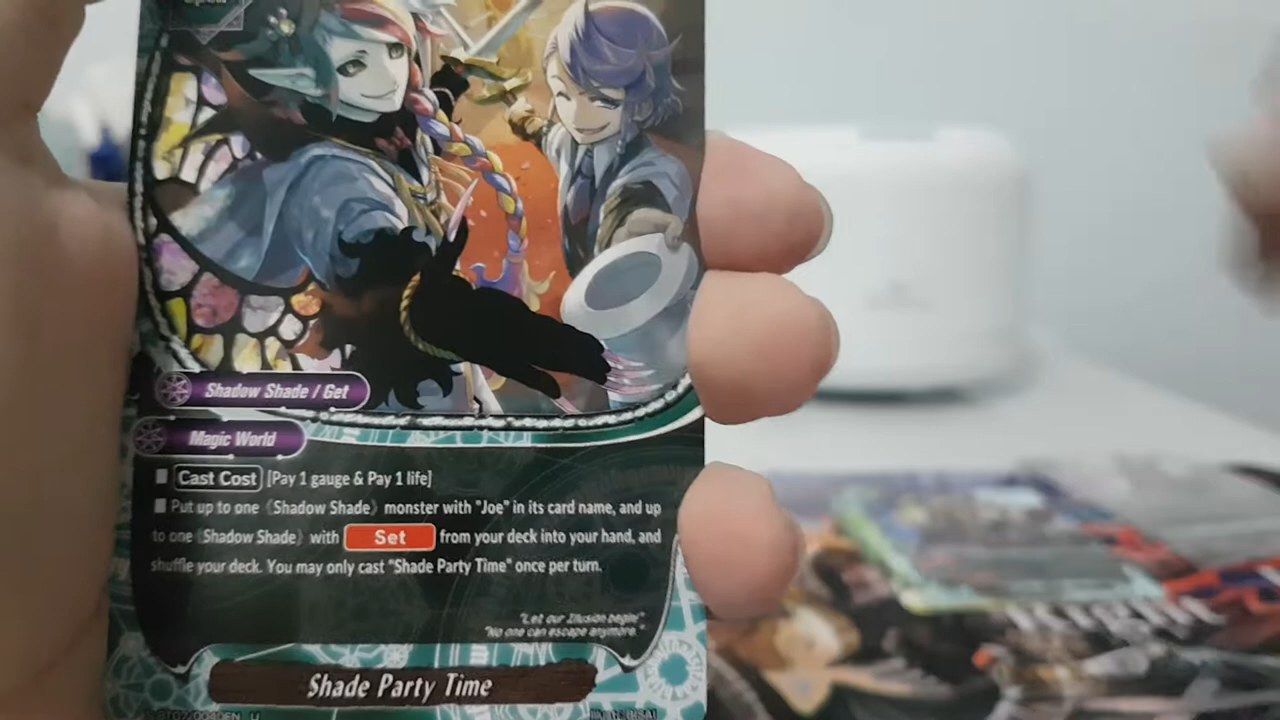 Shadow Shade / Get
Magic World
■ Cast Cost [Pay 1 gauge & Pay 1 life]
■ Put up to one《Shadow Shade》monster with "Joe" in its card name, and up
to one《Shadow Shade》with Set from your deck into your hand, and
shuffle your deck. You may only cast "Shade Party Time" once per turn.
"Let our Illusion begin!"
"No one can escape anymore."
Shade Party Time